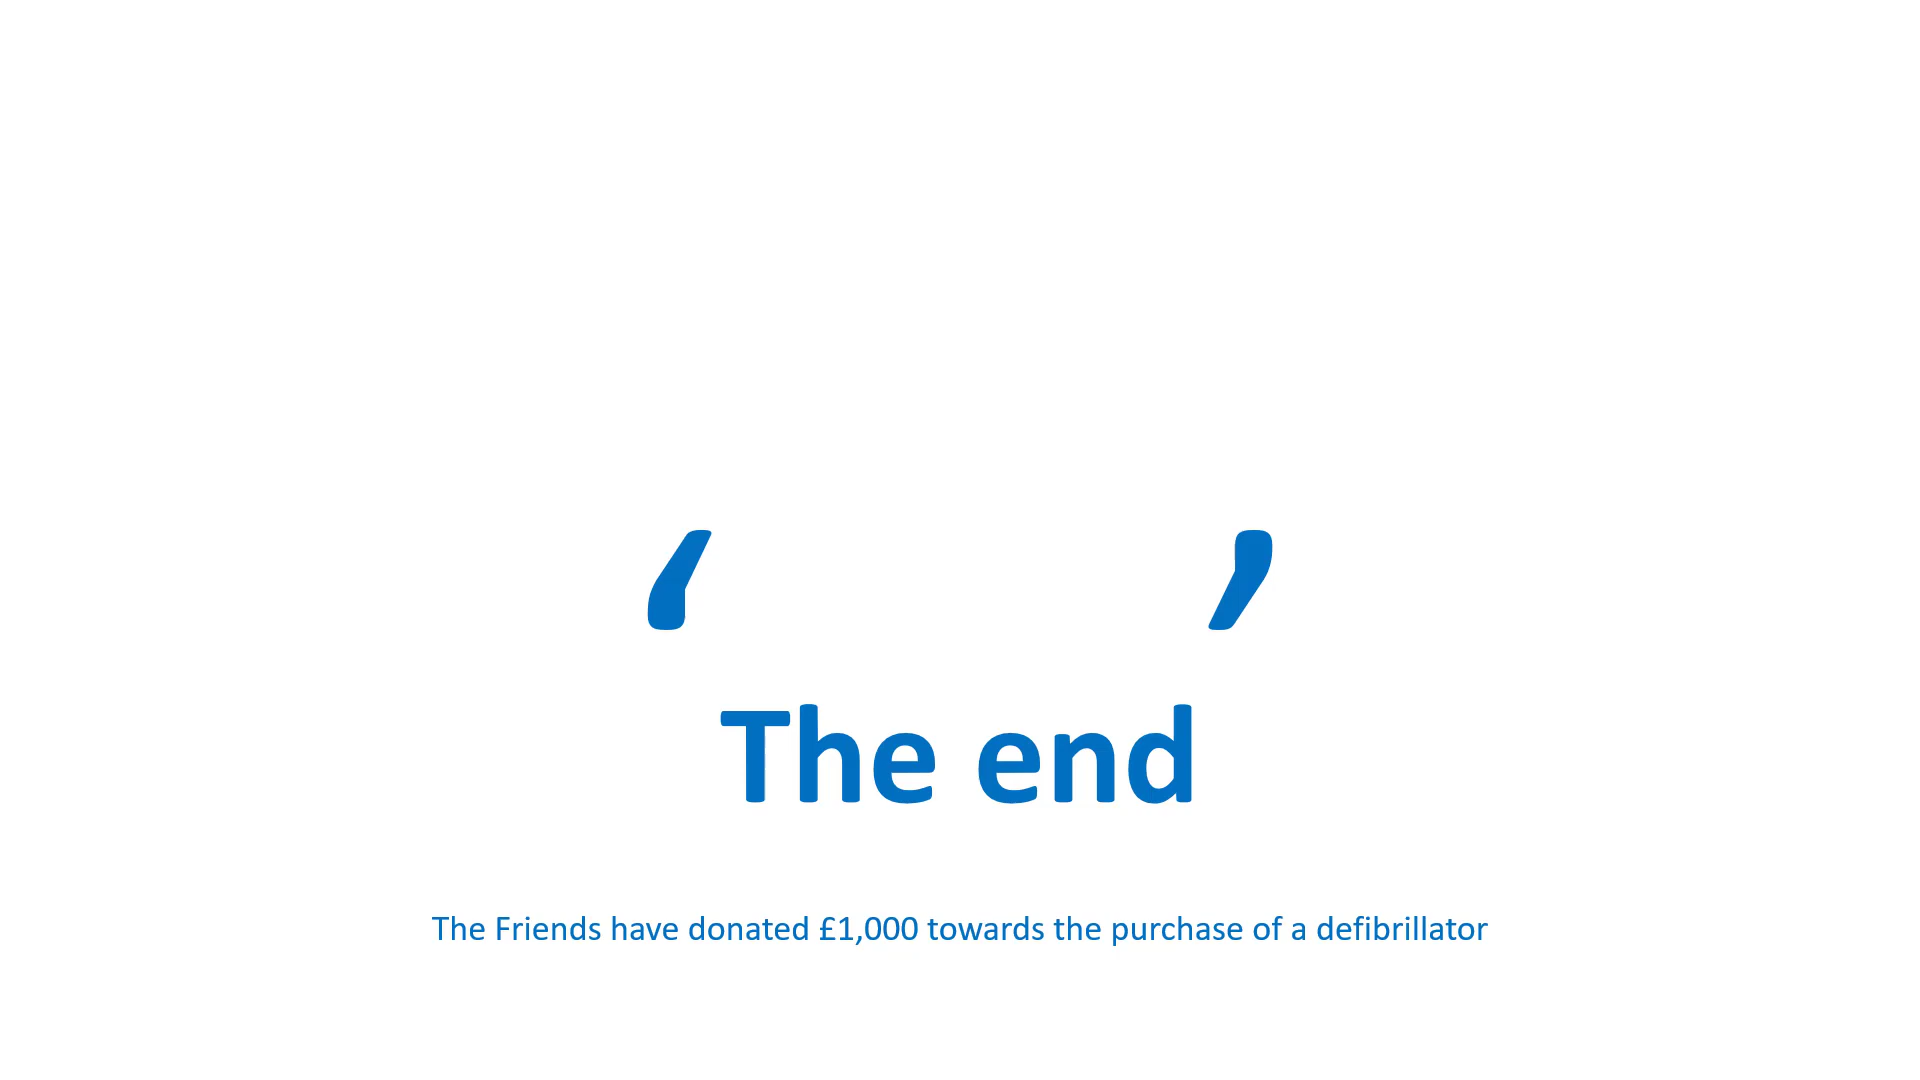 ‘ ’
The end
The Friends have donated £1,000 towards the purchase of a defibrillator